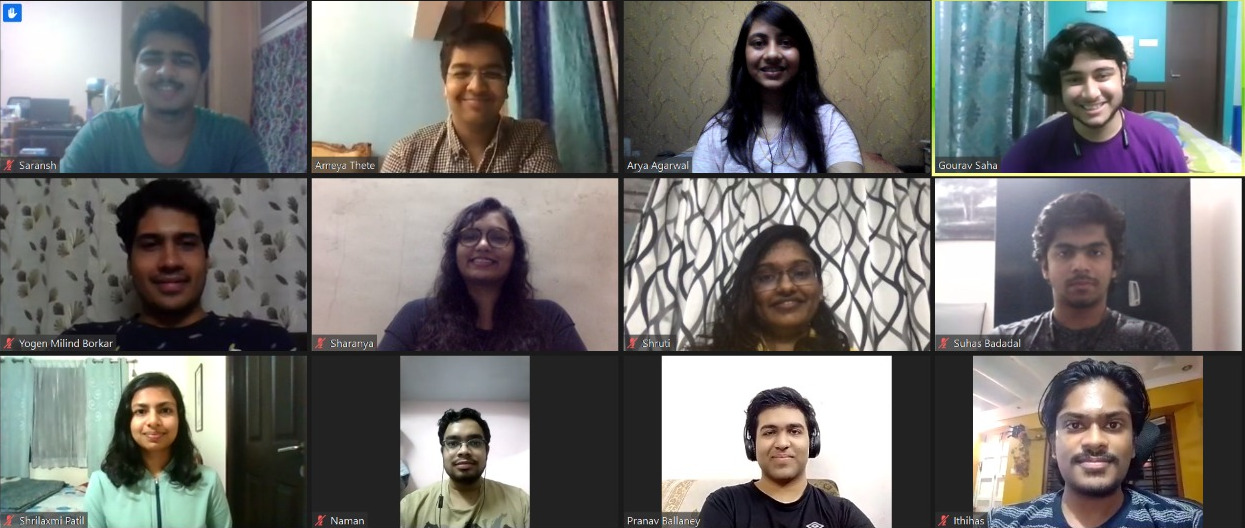 Saransh
Ameya Thete
Arya Agarwal
Gourav Saha
Yogen Milind Borkar
Sharanya
Shruti
Suhas Badadal
Shrilaxmi Patil
Naman
Pranav Ballaney
Ithihas